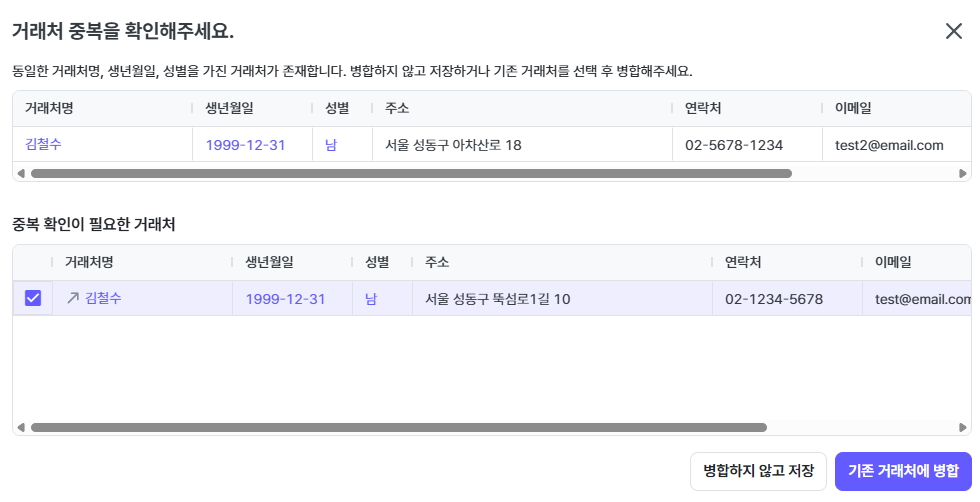 거래처 중복을 확인해주세요.
동일한 거래처명, 생년월일, 성별을 가진 거래처가 존재합니다. 병합하지 않고 저장하거나 기존 거래처를 선택 후 병합해주세요.
거래처명 생년월일 성별 주소 연락처 이메일
김철수 1999-12-31 남 서울 성동구 아차산로 18 02-5678-1234 test2@email.com
중복 확인이 필요한 거래처
거래처명 생년월일 성별 주소 연락처 이메일
김철수 1999-12-31 남 서울 성동구 뚝섬로1길 10 02-1234-5678 test@email.com
병합하지 않고 저장 기존 거래처에 병합